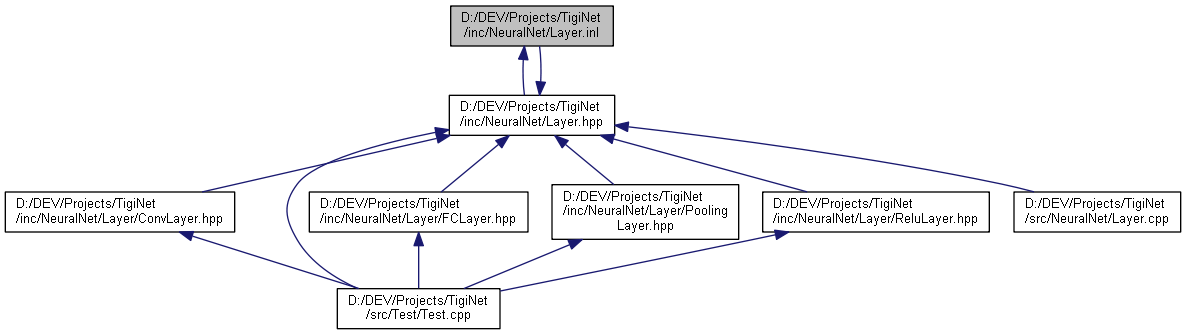 D:/DEV/Projects/TigiNet
/inc/NeuralNet/Layer.inl
D:/DEV/Projects/TigiNet
/inc/NeuralNet/Layer.hpp
D:/DEV/Projects/TigiNet
/inc/NeuralNet/Layer/ConvLayer.hpp
D:/DEV/Projects/TigiNet
/inc/NeuralNet/Layer/FCLayer.hpp
D:/DEV/Projects/TigiNet
/inc/NeuralNet/Layer/Pooling
Layer.hpp
D:/DEV/Projects/TigiNet
/inc/NeuralNet/Layer/ReluLayer.hpp
D:/DEV/Projects/TigiNet
/src/NeuralNet/Layer.cpp
D:/DEV/Projects/TigiNet
/src/Test/Test.cpp